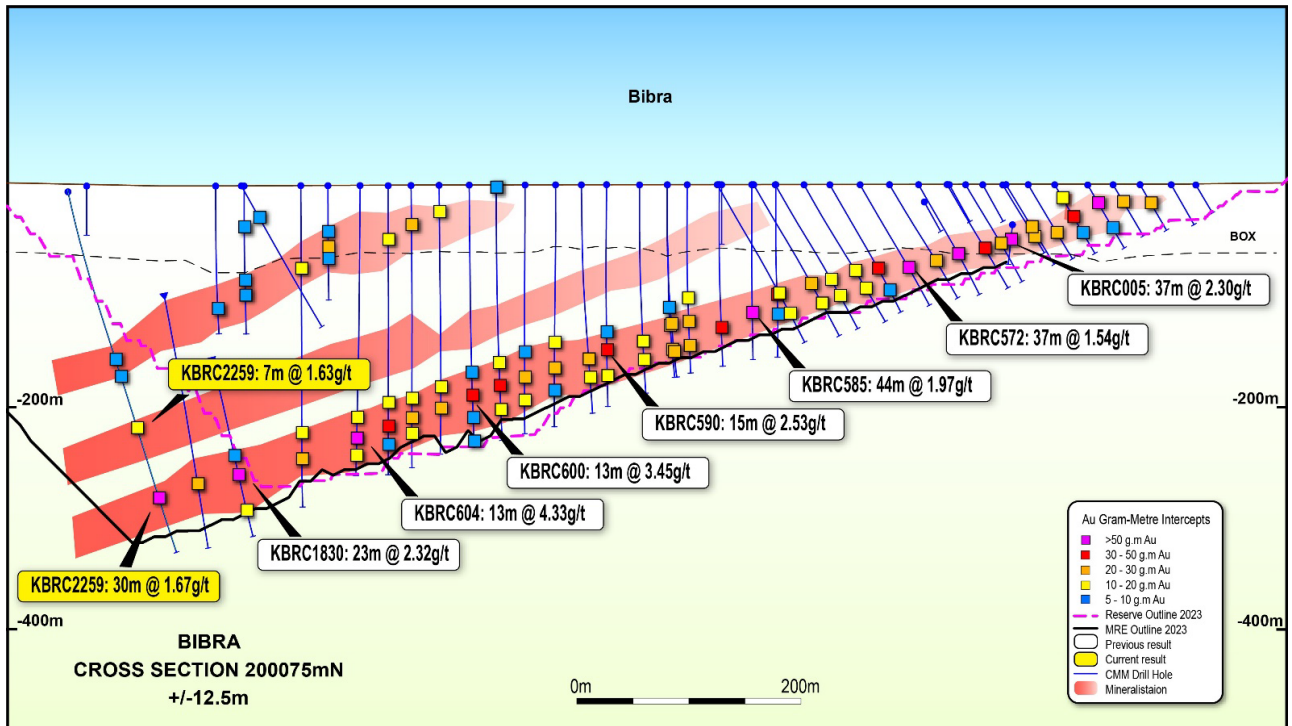 Bibra
BOX
KBRC005: 37m @ 2.30g/t
KBRC572: 37m @ 1.54g/t
KBRC2259: 7m @ 1.63g/t
KBRC585: 44m @ 1.97g/t
-200m
-200m
KBRC590: 15m @ 2.53g/t
KBRC600: 13m @ 3.45g/t
KBRC604: 13m @ 4.33g/t
KBRC1830: 23m @ 2.32g/t
KBRC2259: 30m @ 1.67g/t
-400m
-400m
BIBRA
CROSS SECTION 200075mN
+/-12.5m
0m
200m
Au Gram-Metre Intercepts
>50 g.m Au
30 - 50 g.m Au
20 - 30 g.m Au
10 - 20 g.m Au
5 - 10 g.m Au
Reserve Outline 2023
MRE Outline 2023
Previous result
Current result
CMM Drill Hole
Mineralistaion